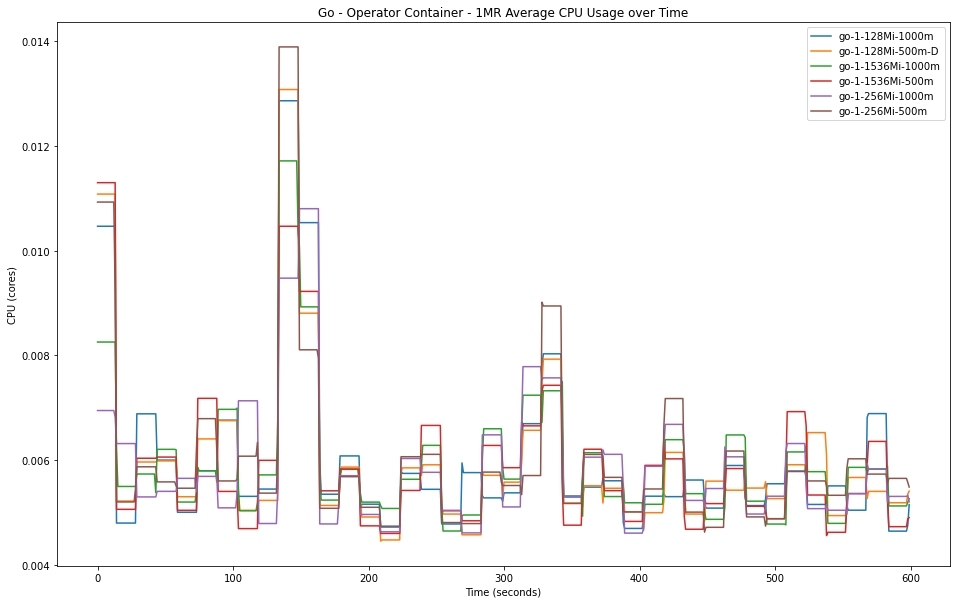 Go - Operator Container - 1MR Average CPU Usage over Time
go-1-128Mi-1000m
go-1-128Mi-500m-D
go-1-1536Mi-1000m
go-1-1536Mi-500m
go-1-256Mi-1000m
go-1-256Mi-500m
CPU (cores)
0.014
0.012
0.010
0.008
0.006
0.004
0 100 200 300 400 500 600
Time (seconds)